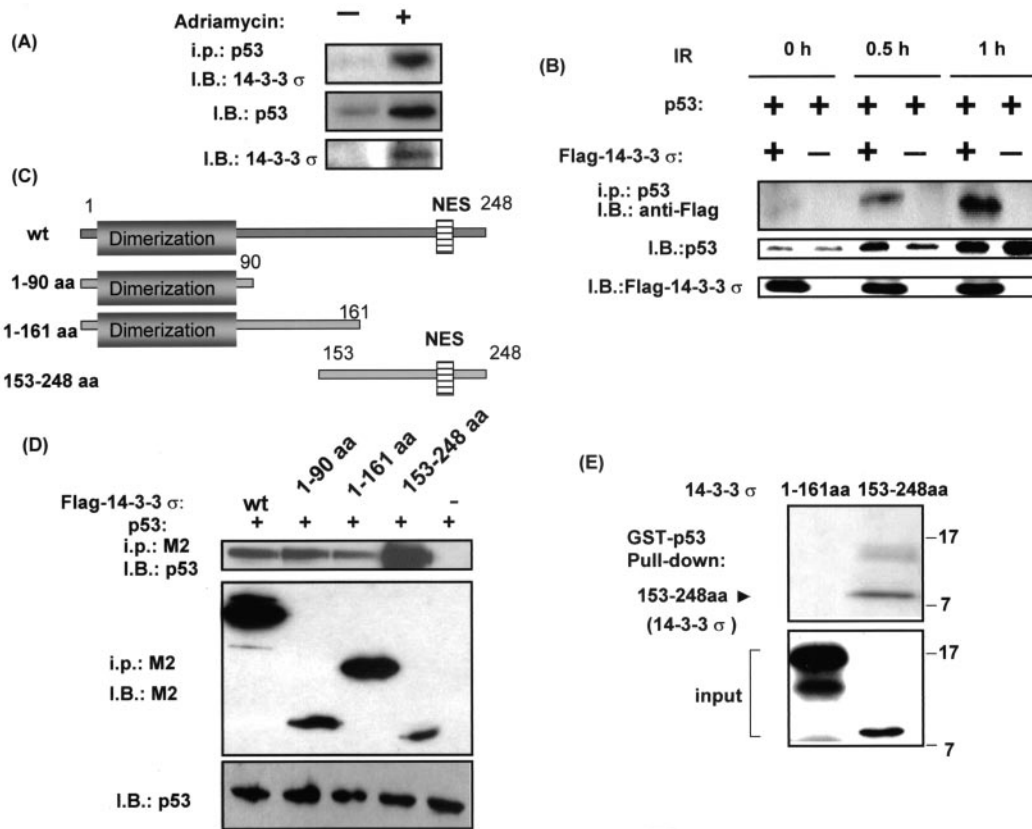 (A)
Adriamycin: − +
i.p.: p53
I.B.: 14-3-3 σ
I.B.: p53
I.B.: 14-3-3 σ
(B)
IR 0 h 0.5 h 1 h
p53: + + + + + +
Flag-14-3-3 σ: + − + − + −
i.p.: p53
I.B.: anti-Flag
I.B.:p53
I.B.:Flag-14-3-3 σ
(C)
1 NES 248
wt Dimerization
90
1-90 aa Dimerization
161
1-161 aa Dimerization
NES
153 248
153-248 aa
(D)
Flag-14-3-3 σ: wt 1-90 aa 1-161 aa 153-248 aa -
p53: + + + + +
i.p.: M2
I.B.: p53
i.p.: M2
I.B.: M2
I.B.: p53
(E)
14-3-3 σ 1-161aa 153-248aa
GST-p53
Pull-down:
17
153-248aa ►
7
(14-3-3 σ )
17
input
7